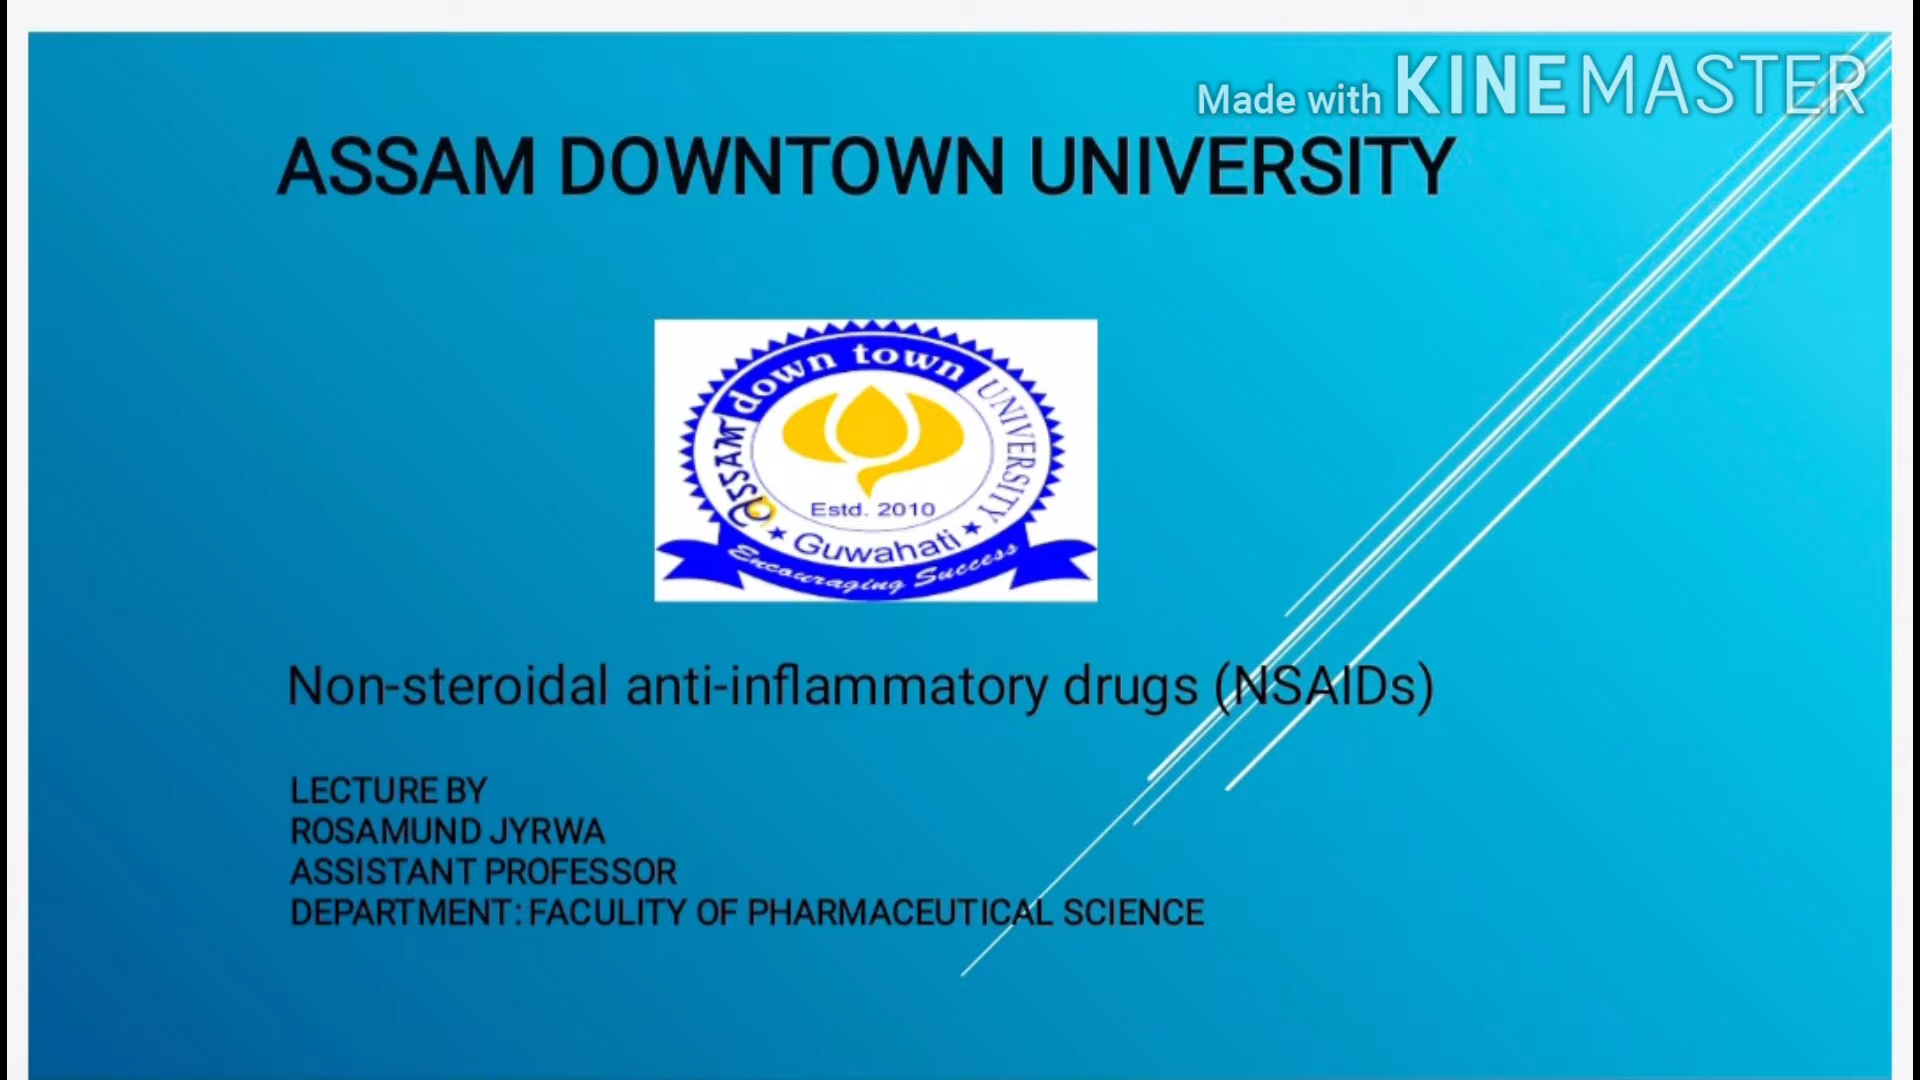 Made with KINEMASTER
ASSAM DOWNTOWN UNIVERSITY
assam down town UNIVERSITY
Estd. 2010
Guwahati
Encouraging Success
Non-steroidal anti-inflammatory drugs (NSAIDs)
LECTURE BY
ROSAMUND JYRWA
ASSISTANT PROFESSOR
DEPARTMENT: FACULITY OF PHARMACEUTICAL SCIENCE